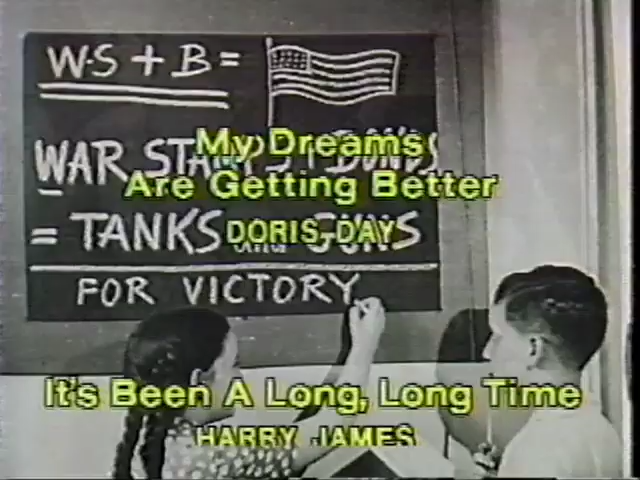 W·S + B =
WAR STAMPS + BONDS
= TANKS and GUNS
FOR VICTORY
My Dreams
Are Getting Better
DORIS DAY
It's Been A Long, Long Time
HARRY JAMES